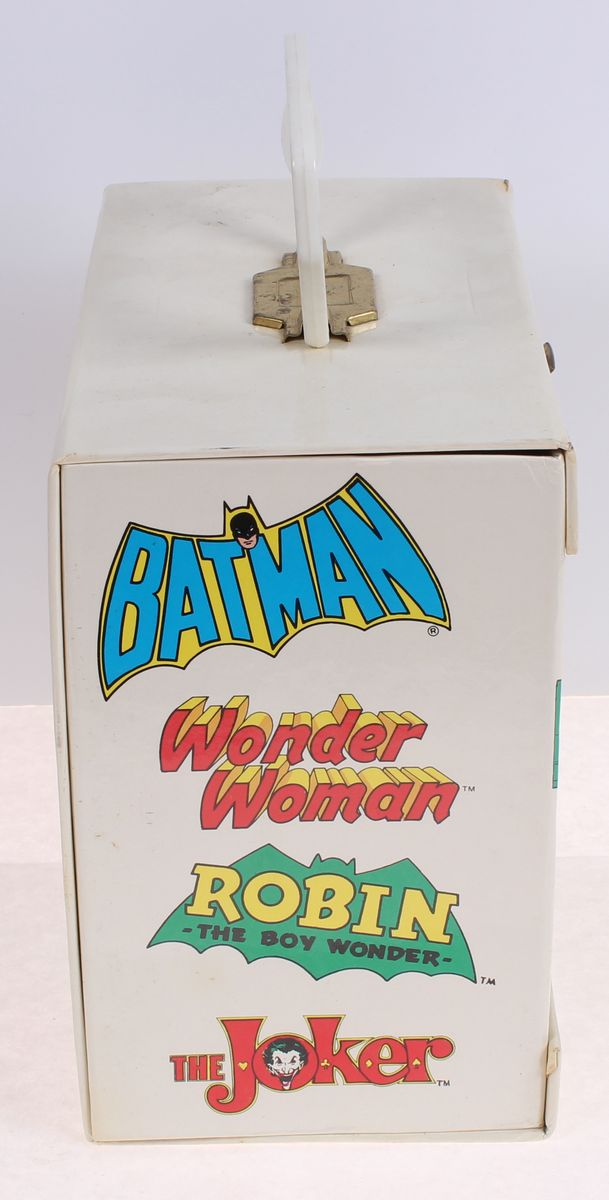 BATMAN ®
Wonder
Woman ™
ROBIN
-THE BOY WONDER-
™
THE Joker ™